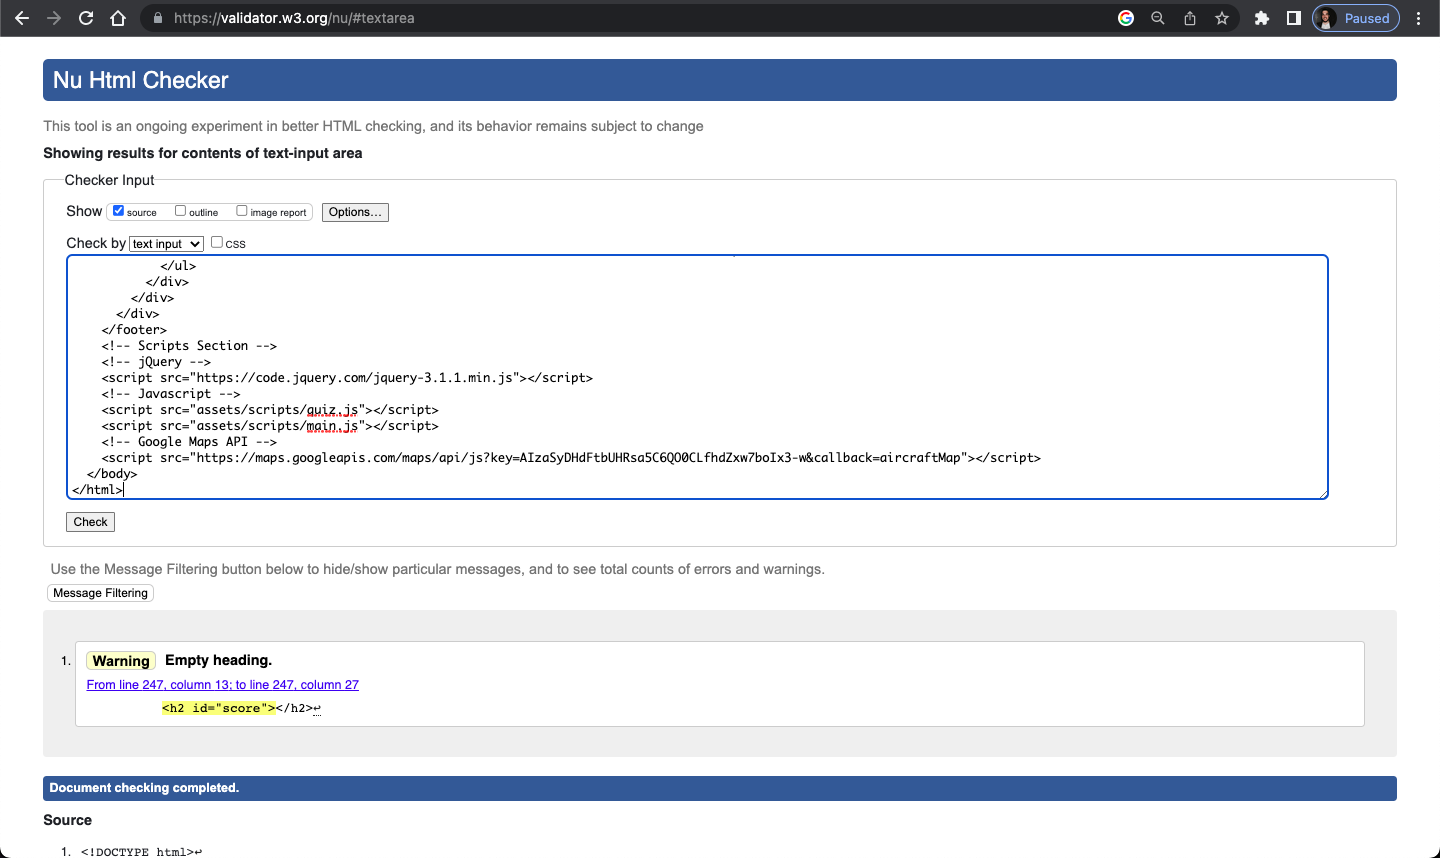 https://validator.w3.org/nu/#textarea
Paused
Nu Html Checker
This tool is an ongoing experiment in better HTML checking, and its behavior remains subject to change
Showing results for contents of text-input area
Checker Input
Show source outline image report Options...
Check by text input CSS
</ul>
</div>
</div>
</div>
</footer>
<!-- Scripts Section -->
<!-- jQuery -->
<script src="https://code.jquery.com/jquery-3.1.1.min.js"></script>
<!-- Javascript -->
<script src="assets/scripts/quiz.js"></script>
<script src="assets/scripts/main.js"></script>
<!-- Google Maps API -->
<script src="https://maps.googleapis.com/maps/api/js?key=AIzaSyDHdFtbUHRsa5C6QO0CLfhdZxw7boIx3-w&callback=aircraftMap"></script>
</body>
</html>
Check
Use the Message Filtering button below to hide/show particular messages, and to see total counts of errors and warnings.
Message Filtering
1. Warning Empty heading.
From line 247, column 13; to line 247, column 27
<h2 id="score"></h2>↩
Document checking completed.
Source
1. <!DOCTYPE html>↩